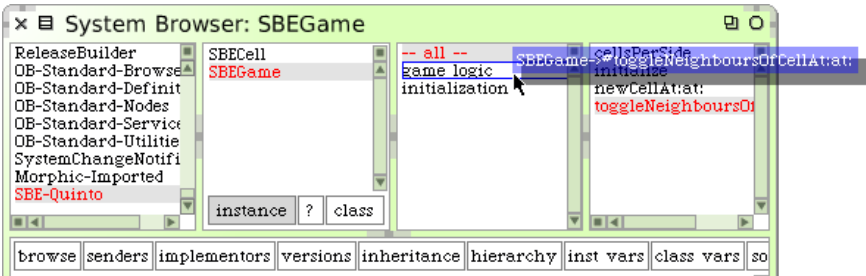 System Browser: SBEGame
ReleaseBuilder
OB-Standard-Browse
OB-Standard-Definit
OB-Standard-Nodes
OB-Standard-Service
OB-Standard-Utilitie
SystemChangeNotifi
Morphic-Imported
SBE-Quinto
SBECell
SBEGame
instance ? class
-- all --
game logic
initialization
SBEGame->#toggleNeighboursOfCellAt:at:
cellsPerSide
initialize
newCellAt:at:
toggleNeighboursOf
browse senders implementors versions inheritance hierarchy inst vars class vars so